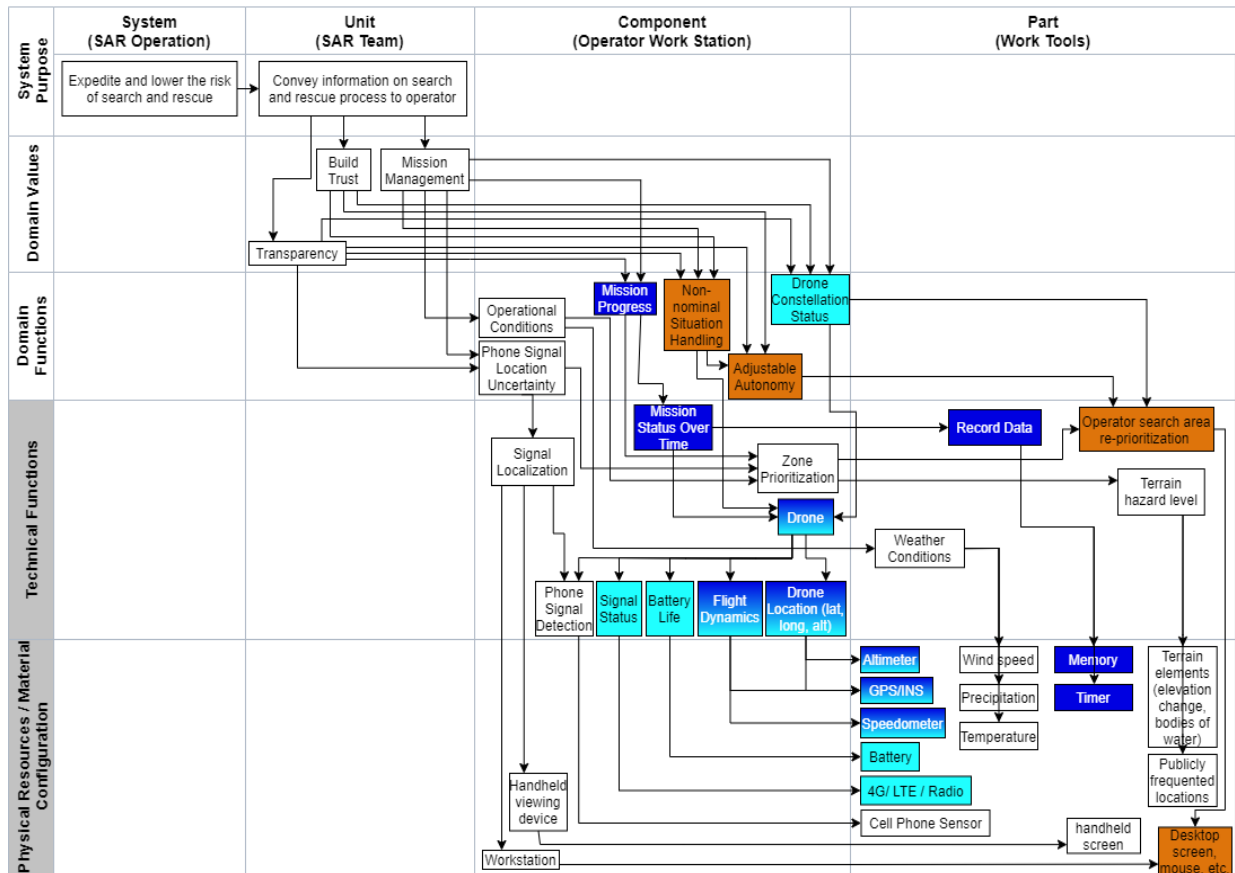 System
(SAR Operation)
Unit
(SAR Team)
Component
(Operator Work Station)
Part
(Work Tools)
System
Purpose
Expedite and lower the risk
of search and rescue
Convey information on search
and rescue process to operator
Domain Values
Build
Trust
Mission
Management
Transparency
Domain
Functions
Mission
Progress
Non-
nominal
Situation
Handling
Drone
Constellation
Status
Operational
Conditions
Phone Signal
Location
Uncertainty
Adjustable
Autonomy
Technical Functions
Mission
Status Over
Time
Record Data
Operator search area
re-prioritization
Signal
Localization
Zone
Prioritization
Terrain
hazard level
Drone
Weather
Conditions
Phone
Signal
Detection
Signal
Status
Battery
Life
Flight
Dynamics
Drone
Location (lat,
long, alt)
Physical Resources / Material
Configuration
Altimeter
Wind speed
Memory
Terrain
elements
(elevation
change,
bodies of
water)
GPS/INS
Precipitation
Timer
Speedometer
Temperature
Battery
Publicly
frequented
locations
Handheld
viewing
device
4G/ LTE / Radio
Cell Phone Sensor
handheld
screen
Desktop
screen,
mouse, etc.
Workstation